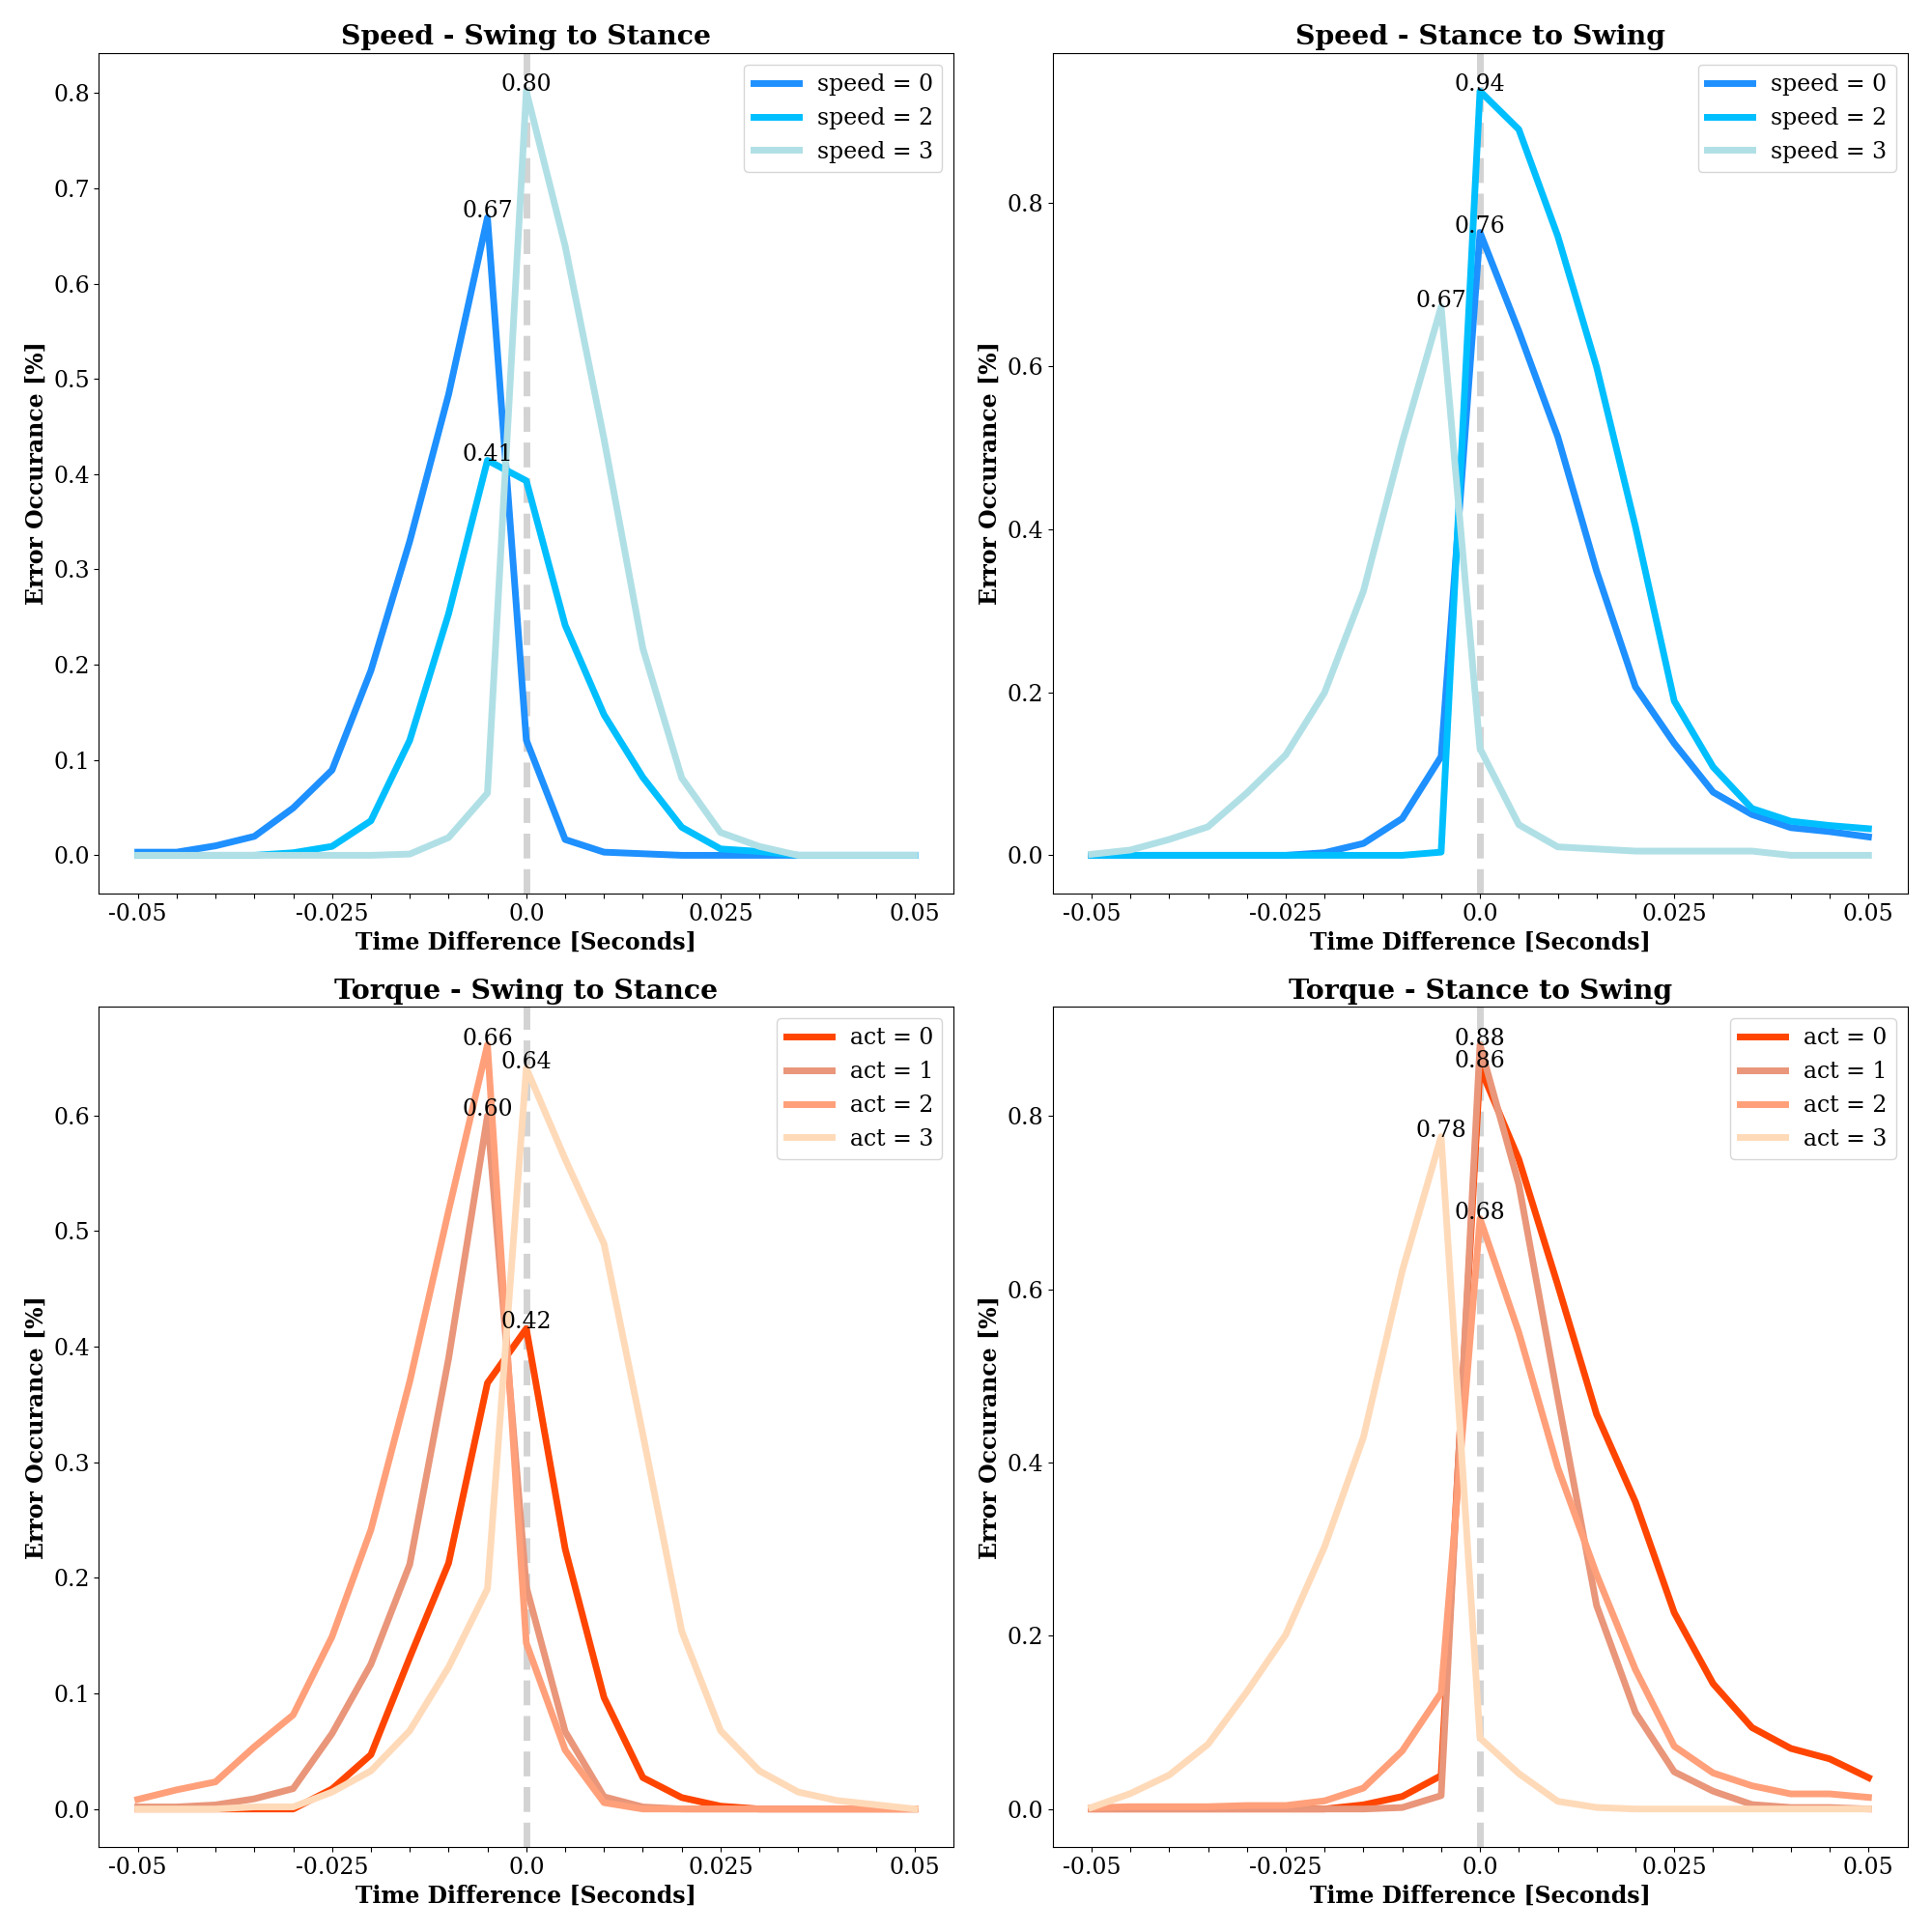 Speed - Swing to Stance
0.80
0.67
0.41
speed = 0
speed = 2
speed = 3
0.8
0.7
0.6
0.5
0.4
0.3
0.2
0.1
0.0
Error Occurance [%]
-0.05 -0.025 0.0 0.025 0.05
Time Difference [Seconds]
Speed - Stance to Swing
0.94
0.76
0.67
speed = 0
speed = 2
speed = 3
0.8
0.6
0.4
0.2
0.0
Error Occurance [%]
-0.05 -0.025 0.0 0.025 0.05
Time Difference [Seconds]
Torque - Swing to Stance
0.66
0.64
0.60
0.42
act = 0
act = 1
act = 2
act = 3
0.6
0.5
0.4
0.3
0.2
0.1
0.0
Error Occurance [%]
-0.05 -0.025 0.0 0.025 0.05
Time Difference [Seconds]
Torque - Stance to Swing
0.88
0.86
0.78
0.68
act = 0
act = 1
act = 2
act = 3
0.8
0.6
0.4
0.2
0.0
Error Occurance [%]
-0.05 -0.025 0.0 0.025 0.05
Time Difference [Seconds]